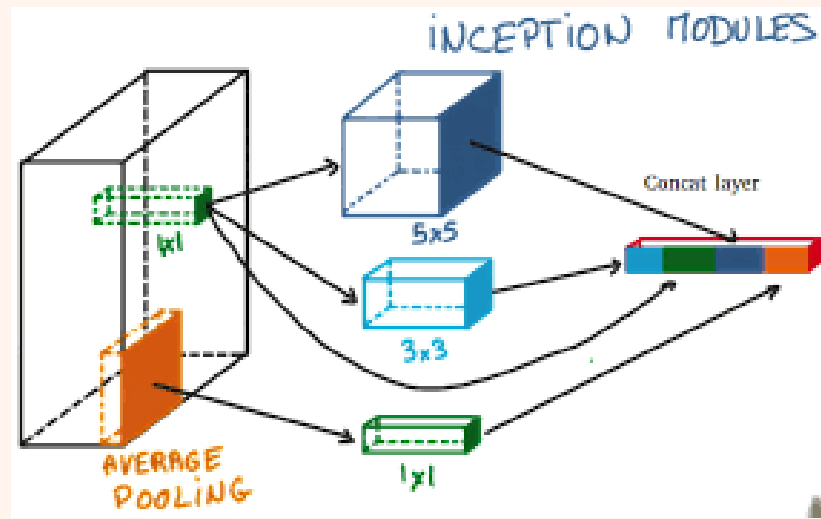 iNCEPTION MODULES
Concat layer
1x1
5x5
3x3
AVERAGE
POOLING
1x1